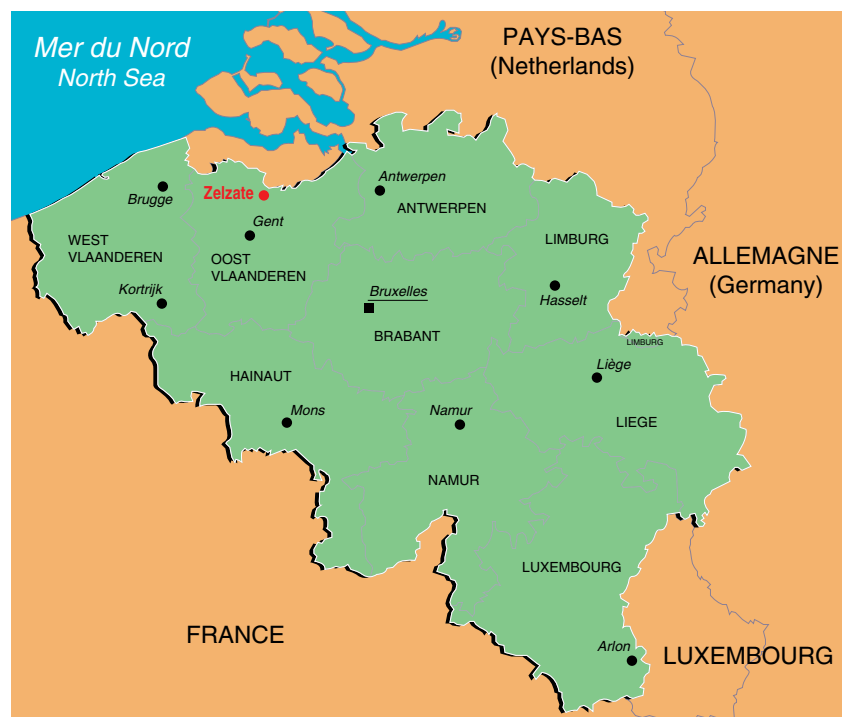 Mer du Nord
North Sea
PAYS-BAS
(Netherlands)
Brugge
Zelzate
Antwerpen
ANTWERPEN
Gent
WEST
VLAANDEREN
OOST
VLAANDEREN
LIMBURG
ALLEMAGNE
(Germany)
Kortrijk
Bruxelles
Hasselt
BRABANT
LIMBURG
Liège
HAINAUT
Mons
Namur
LIEGE
NAMUR
LUXEMBOURG
FRANCE
Arlon
LUXEMBOURG